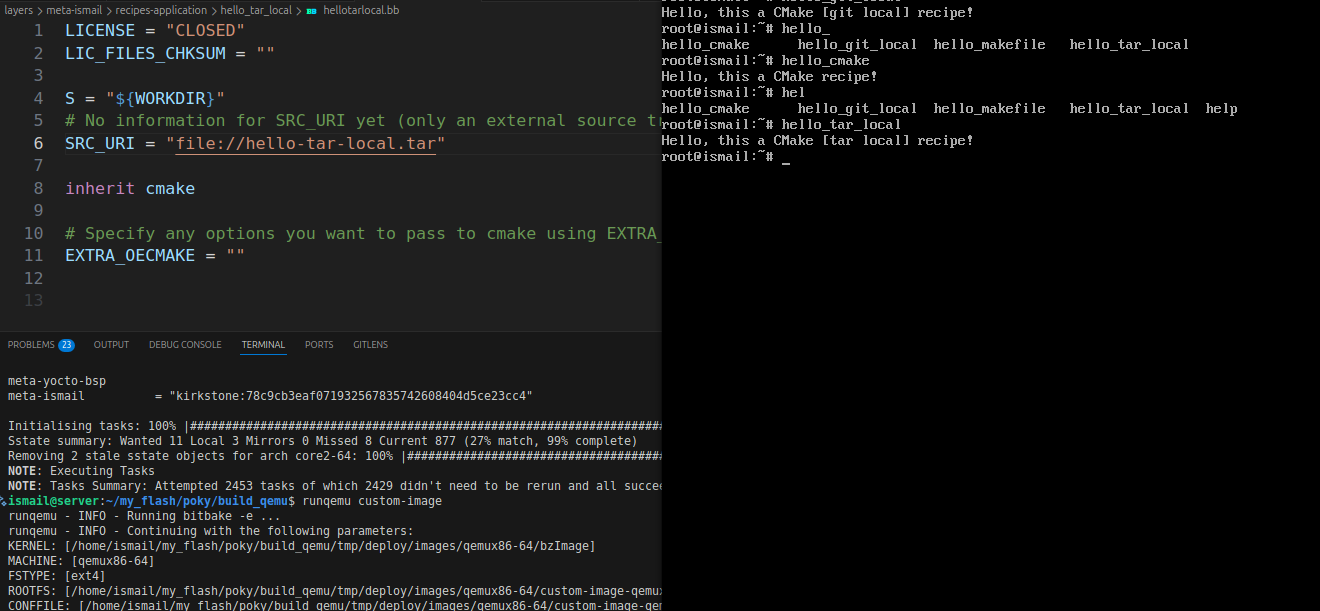 layers > meta-ismail > recipes-application > hello_tar_local > hellotarlocal.bb
1 LICENSE = "CLOSED"
2 LIC_FILES_CHKSUM = ""
3
4 S = "${WORKDIR}"
5 # No information for SRC_URI yet (only an external source tr
6 SRC_URI = "file://hello-tar-local.tar"
7
8 inherit cmake
9
10 # Specify any options you want to pass to cmake using EXTRA_
11 EXTRA_OECMAKE = ""
12
13
PROBLEMS 23 OUTPUT DEBUG CONSOLE TERMINAL PORTS GITLENS
meta-yocto-bsp
meta-ismail = "kirkstone:78c9cb3eaf071932567835742608404d5ce23cc4"
Initialising tasks: 100% |####################################################################
Sstate summary: Wanted 11 Local 3 Mirrors 0 Missed 8 Current 877 (27% match, 99% complete)
Removing 2 stale sstate objects for arch core2-64: 100% |#####################################
NOTE: Executing Tasks
NOTE: Tasks Summary: Attempted 2453 tasks of which 2429 didn't need to be rerun and all succee
ismail@server:~/my_flash/poky/build_qemu$ runqemu custom-image
runqemu - INFO - Running bitbake -e ...
runqemu - INFO - Continuing with the following parameters:
KERNEL: [/home/ismail/my_flash/poky/build_qemu/tmp/deploy/images/qemux86-64/bzImage]
MACHINE: [qemux86-64]
FSTYPE: [ext4]
ROOTFS: [/home/ismail/my_flash/poky/build_qemu/tmp/deploy/images/qemux86-64/custom-image-qemux
CONFFILE: [/home/ismail/my_flash/poky/build_qemu/tmp/deploy/images/qemux86-64/custom-image-qem
Hello, this a CMake [git local] recipe!
root@ismail:~# hello_
hello_cmake hello_git_local hello_makefile hello_tar_local
root@ismail:~# hello_cmake
Hello, this a CMake recipe!
root@ismail:~# hel
hello_cmake hello_git_local hello_makefile hello_tar_local help
root@ismail:~# hello_tar_local
Hello, this a CMake [tar local] recipe!
root@ismail:~# _